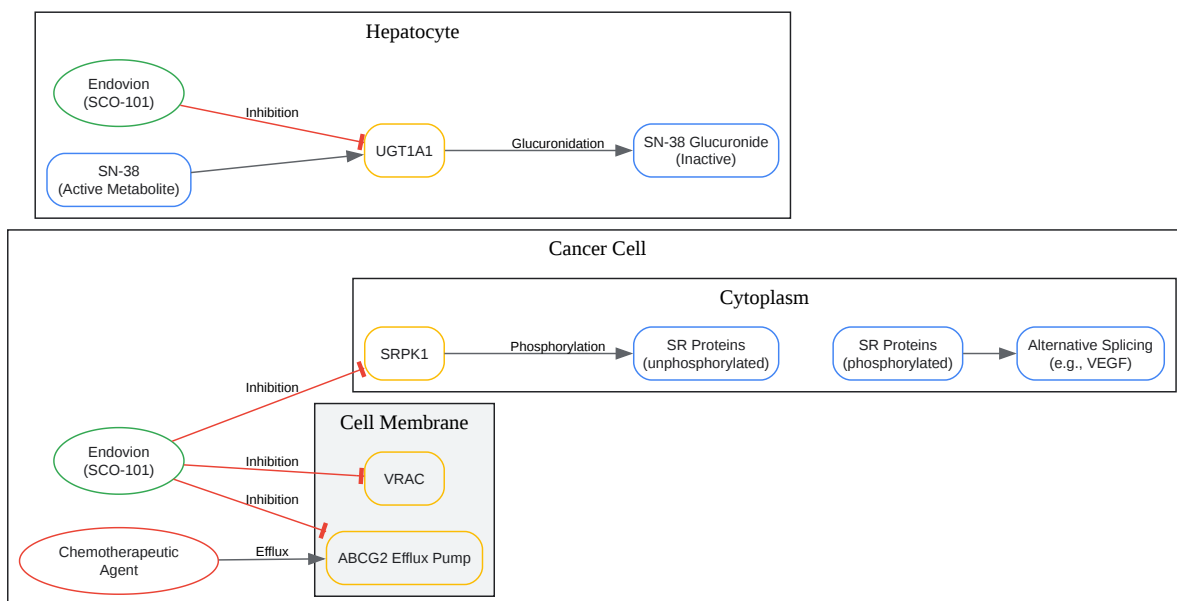 Hepatocyte
Endovion
(SCO-101)
Inhibition
UGT1A1
Glucuronidation
SN-38 Glucuronide
(Inactive)
SN-38
(Active Metabolite)
Cancer Cell
Cytoplasm
SRPK1
Phosphorylation
SR Proteins
(unphosphorylated)
SR Proteins
(phosphorylated)
Alternative Splicing
(e.g., VEGF)
Inhibition
Cell Membrane
Endovion
(SCO-101)
Inhibition
VRAC
Inhibition
Chemotherapeutic
Agent
Efflux
ABCG2 Efflux Pump